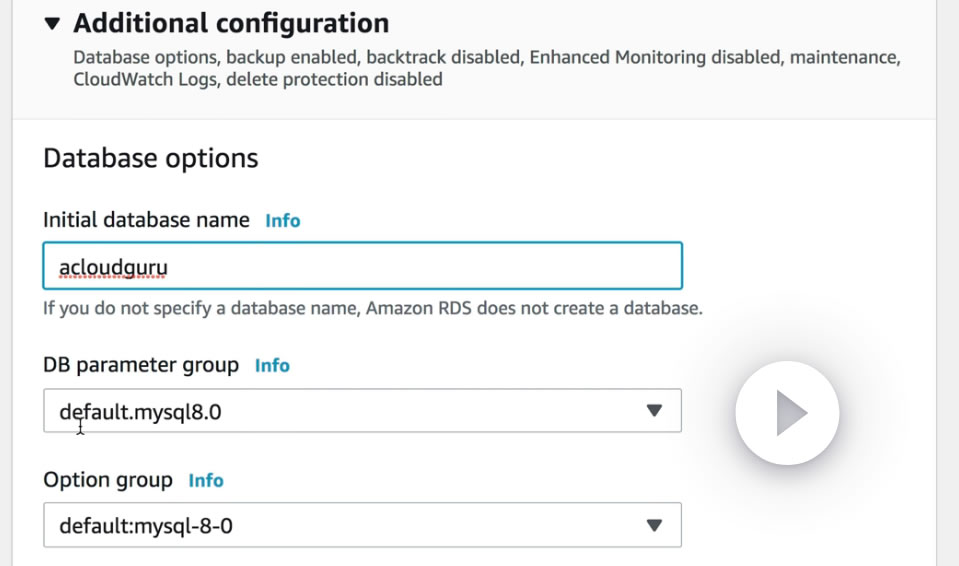 Additional configuration
Database options, backup enabled, backtrack disabled, Enhanced Monitoring disabled, maintenance,
CloudWatch Logs, delete protection disabled
Database options
Initial database name Info
acloudguru
If you do not specify a database name, Amazon RDS does not create a database.
DB parameter group Info
default.mysql8.0
Option group Info
default:mysql-8-0